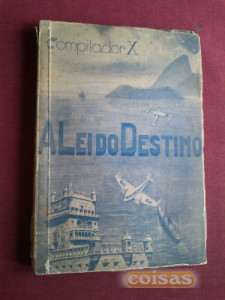 Compilador X
A LEI DO DESTINO
coisas